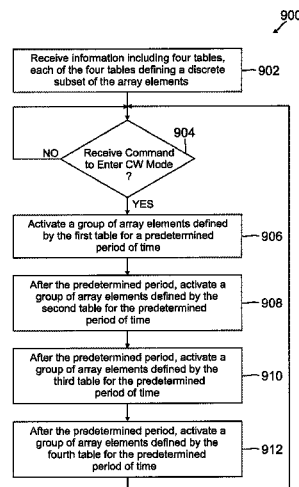 900
Receive information including four tables,
each of the four tables defining a discrete
subset of the array elements
902
904
NO
Receive Command
to Enter CW Mode
?
YES
Activate a group of array elements defined
by the first table for a predetermined
period of time
906
After the predetermined period, activate a
group of array elements defined by the
second table for the predetermined
period of time
908
After the predetermined period, activate a
group of array elements defined by the
third table for the predetermined
period of time
910
After the predetermined period, activate a
group of array elements defined by the
fourth table for the predetermined
period of time
912